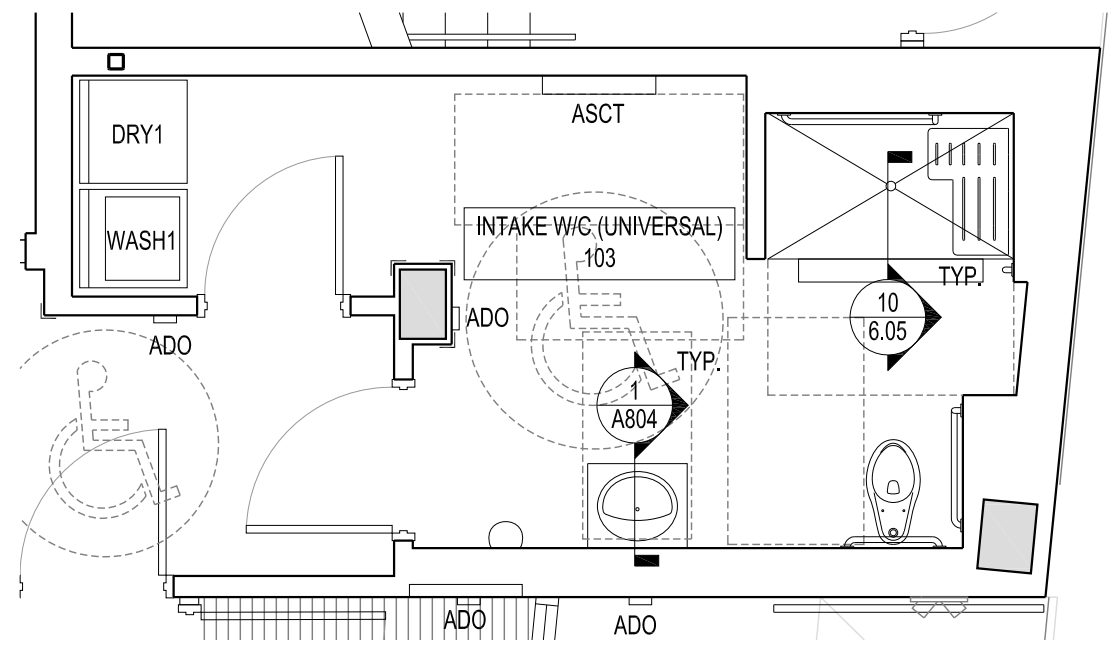 ASCT
DRY1
INTAKE W/C (UNIVERSAL)
103
WASH1
TYP.
10
6.05
ADO
ADO
TYP.
1
A804
ADO
ADO